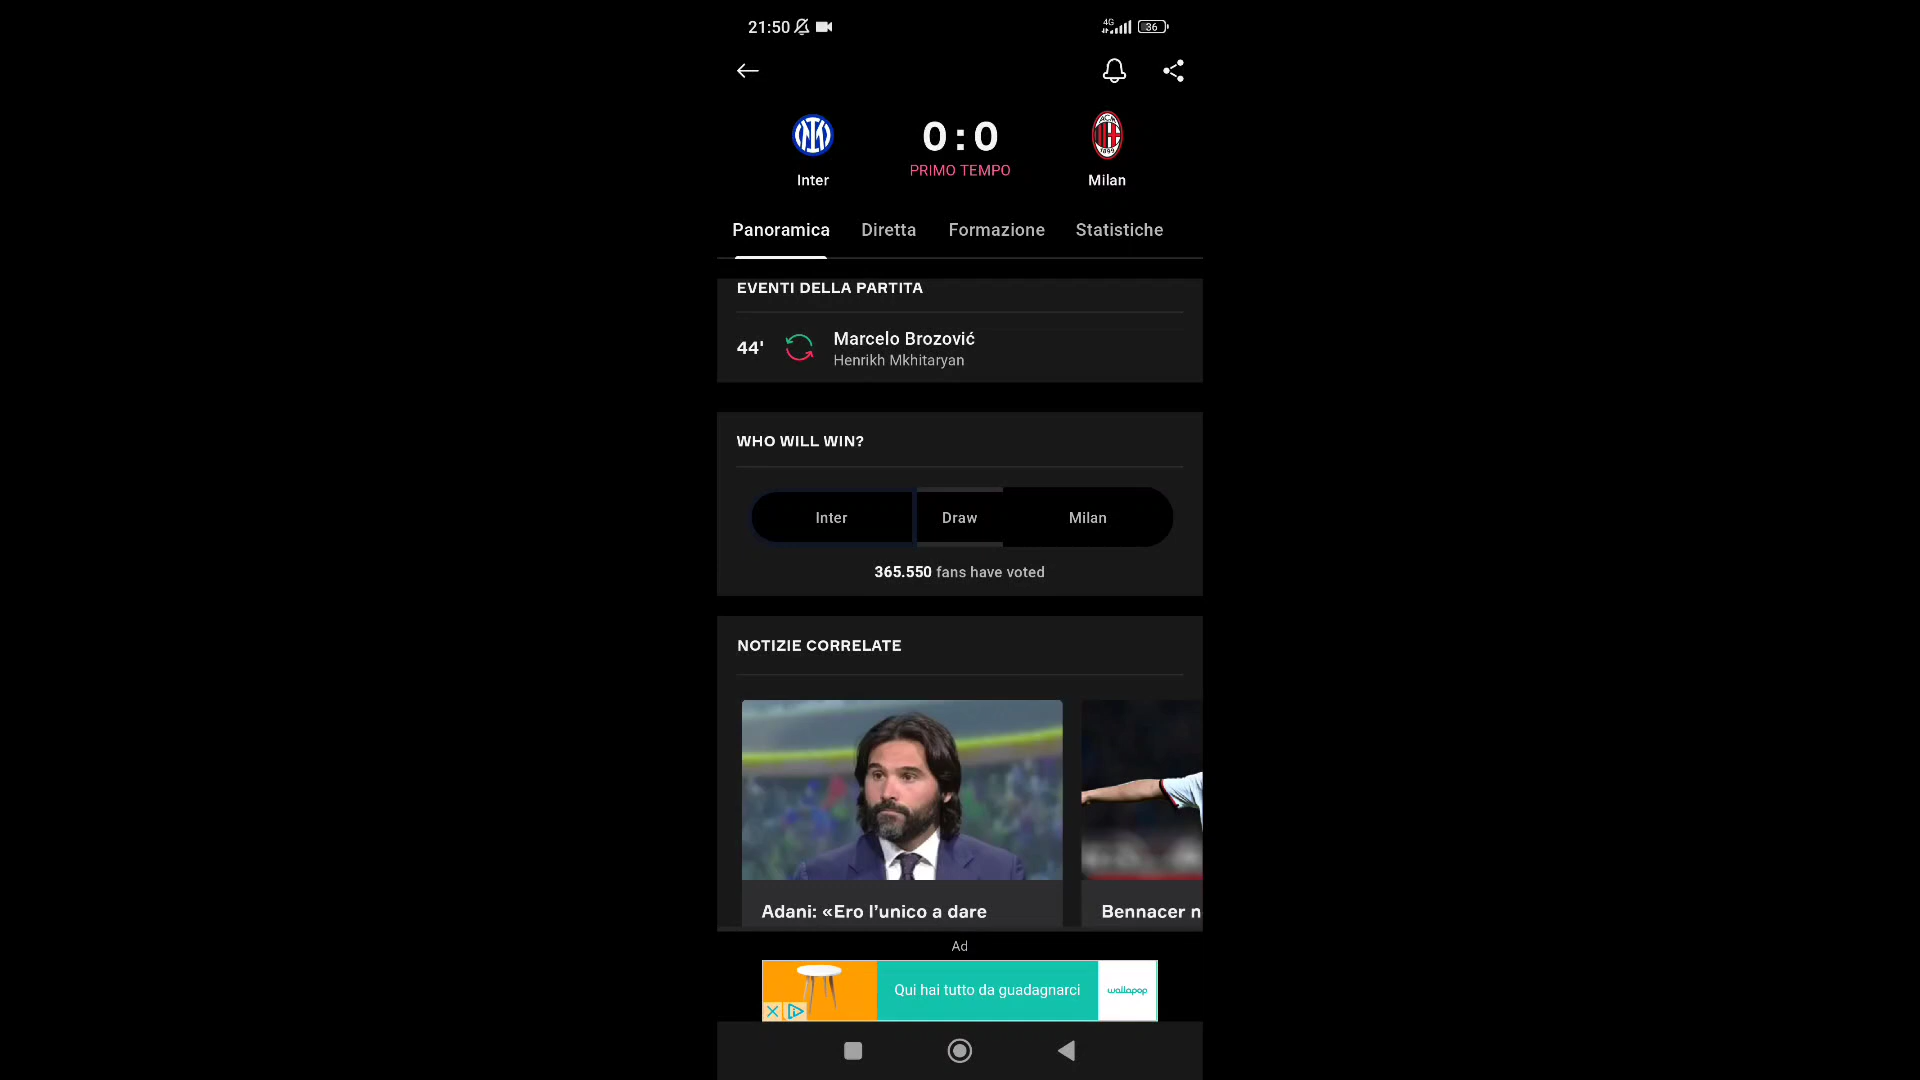 21:50
4G
36
0:0
PRIMO TEMPO
Inter
Milan
Panoramica
Diretta
Formazione
Statistiche
EVENTI DELLA PARTITA
44'
Marcelo Brozović
Henrikh Mkhitaryan
WHO WILL WIN?
Inter
Draw
Milan
365.550 fans have voted
NOTIZIE CORRELATE
Adani: «Ero l'unico a dare
Bennacer n
Ad
Qui hai tutto da guadagnarci
wallapop